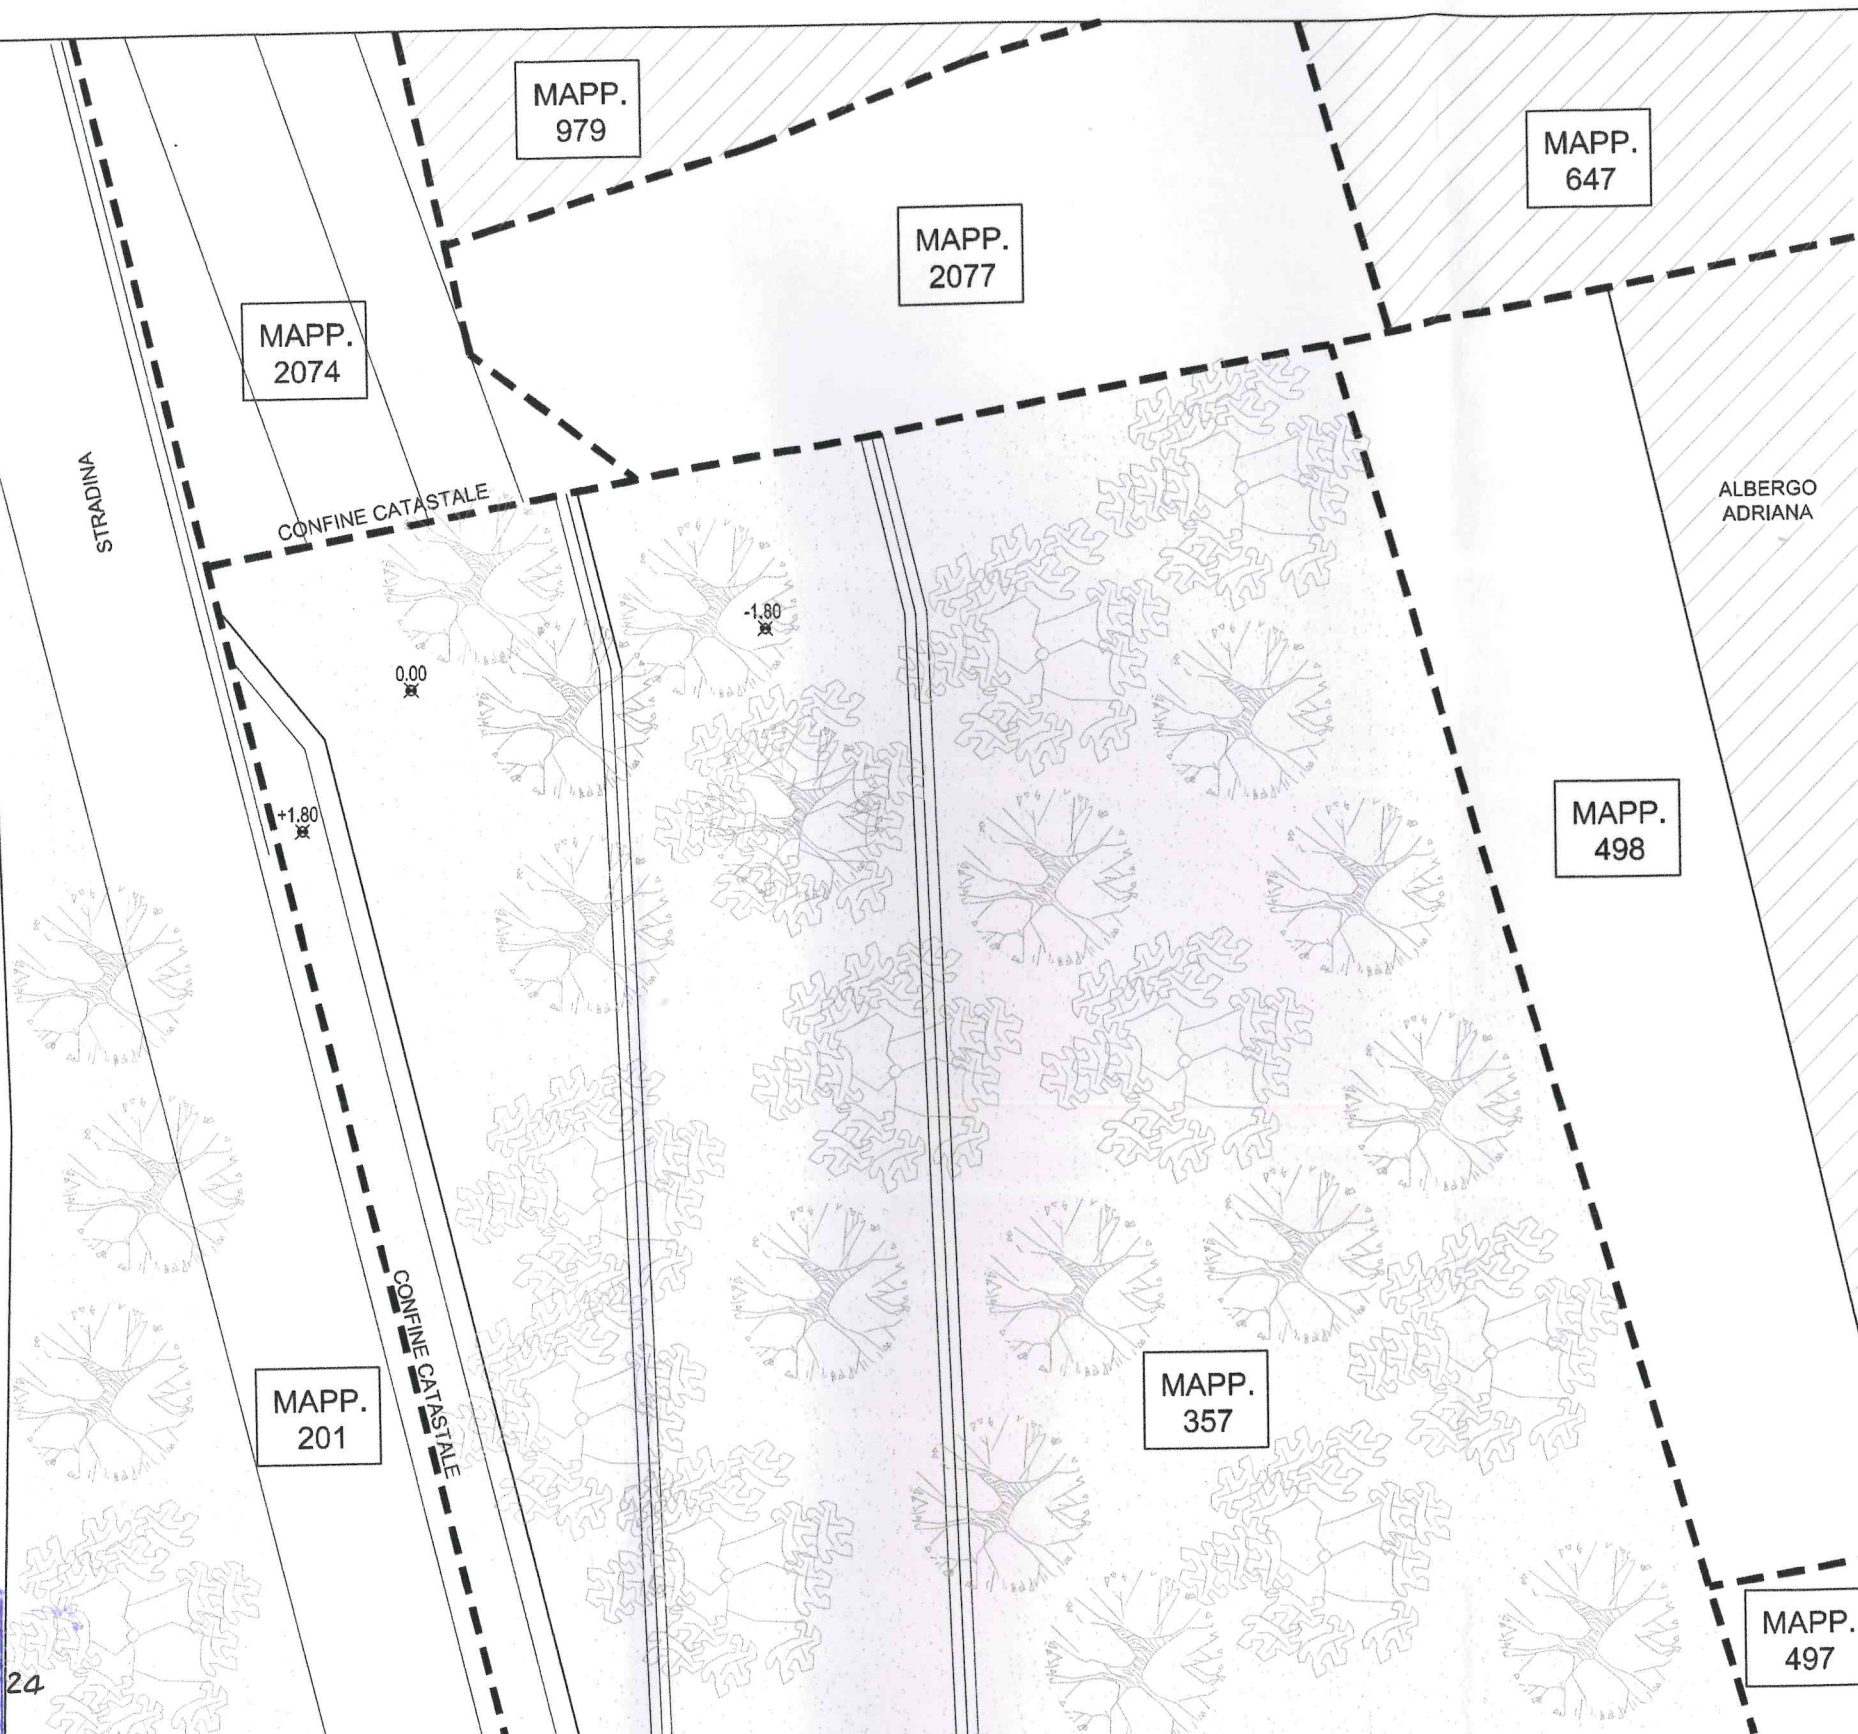 MAPP.
979
MAPP.
647
MAPP.
2077
MAPP.
2074
STRADINA
CONFINE CATASTALE
ALBERGO
ADRIANA
-1.80
0.00
+1.80
MAPP.
498
CONFINE CATASTALE
MAPP.
201
MAPP.
357
MAPP.
497
24